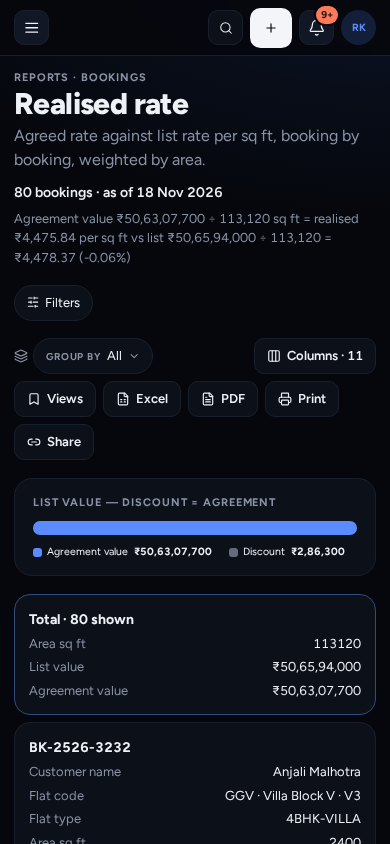 9+
RK
REPORTS · BOOKINGS
Realised rate
Agreed rate against list rate per sq ft, booking by
booking, weighted by area.
80 bookings · as of 18 Nov 2026
Agreement value ₹50,63,07,700 ÷ 113,120 sq ft = realised
₹4,475.84 per sq ft vs list ₹50,65,94,000 ÷ 113,120 =
₹4,478.37 (-0.06%)
Filters
GROUP BY All
Columns · 11
Views
Excel
PDF
Print
Share
LIST VALUE — DISCOUNT = AGREEMENT
Agreement value ₹50,63,07,700
Discount ₹2,86,300
Total · 80 shown
Area sq ft 113120
List value ₹50,65,94,000
Agreement value ₹50,63,07,700
BK-2526-3232
Customer name Anjali Malhotra
Flat code GGV · Villa Block V · V3
Flat type 4BHK-VILLA
Area sq ft 2400